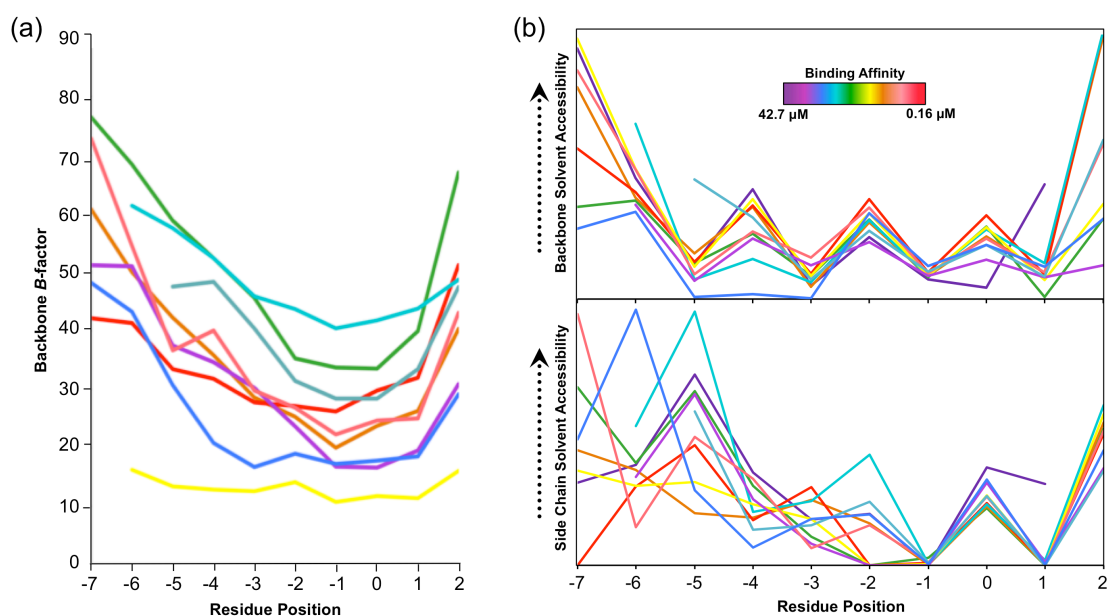 (a)
90
80
70
60
50
40
30
20
10
0
Backbone B-factor
-7 -6 -5 -4 -3 -2 -1 0 1 2
Residue Position
(b)
Backbone Solvent Accessibility
Binding Affinity
42.7 μM 0.16 μM
Side Chain Solvent Accessibility
-7 -6 -5 -4 -3 -2 -1 0 1 2
Residue Position